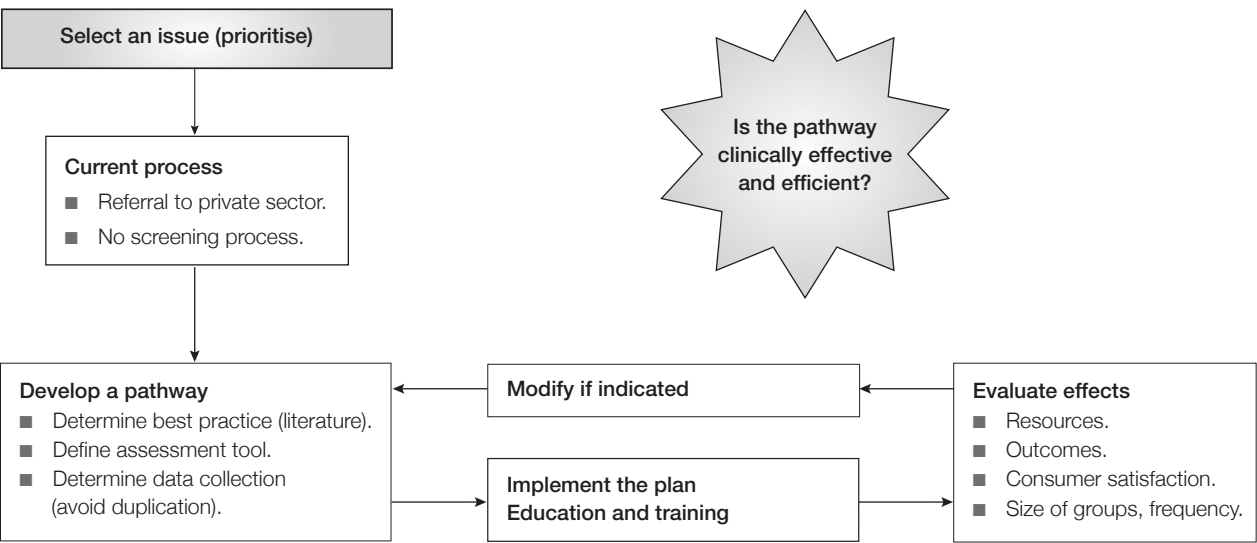 Select an issue (prioritise)
Is the pathway
clinically effective
and efficient?
Current process
■ Referral to private sector.
■ No screening process.
Develop a pathway
■ Determine best practice (literature).
■ Define assessment tool.
■ Determine data collection
(avoid duplication).
Modify if indicated
Implement the plan
Education and training
Evaluate effects
■ Resources.
■ Outcomes.
■ Consumer satisfaction.
■ Size of groups, frequency.